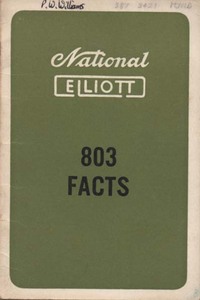 P. W. Williams
National
ELLIOTT
803
FACTS